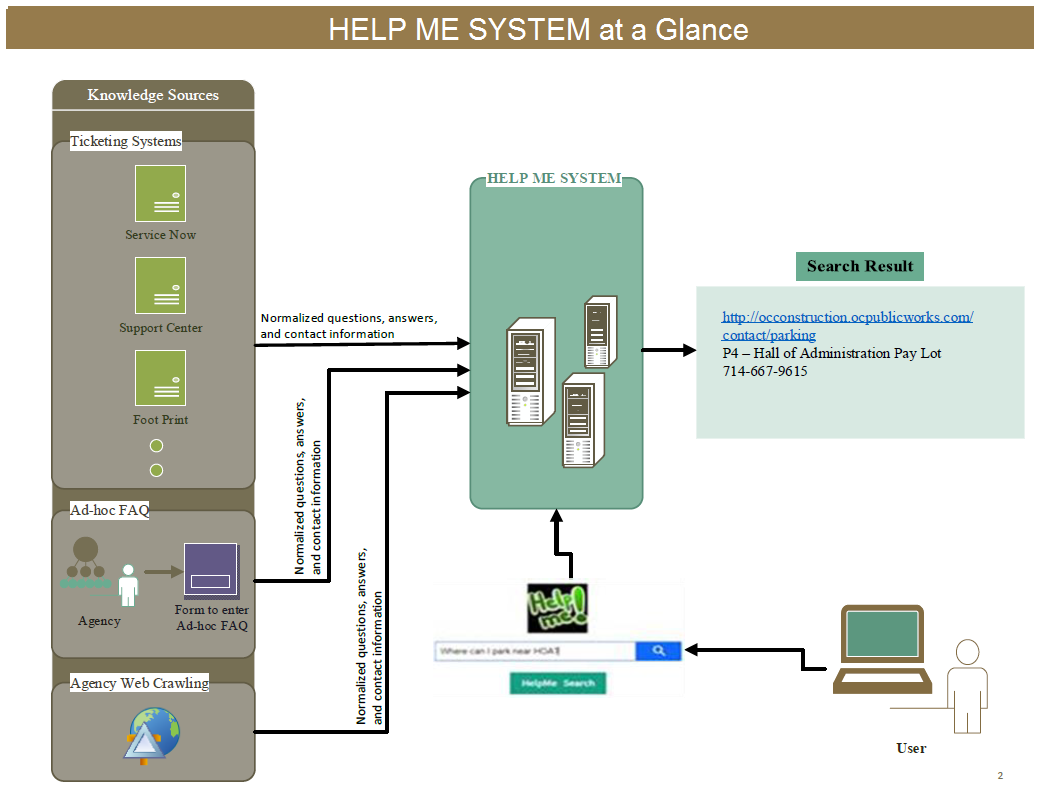 HELP ME SYSTEM at a Glance
Knowledge Sources
Ticketing Systems
Service Now
Support Center
Foot Print
Ad-hoc FAQ
Agency
Form to enter
Ad-hoc FAQ
Agency Web Crawling
Normalized questions, answers,
and contact information
Normalized questions, answers,
and contact information
Normalized questions, answers,
and contact information
HELP ME SYSTEM
Help
me!
Where can I park near HOA?
HelpMe Search
Search Result
http://occonstruction.ocpublicworks.com/
contact/parking
P4 – Hall of Administration Pay Lot
714-667-9615
User
2